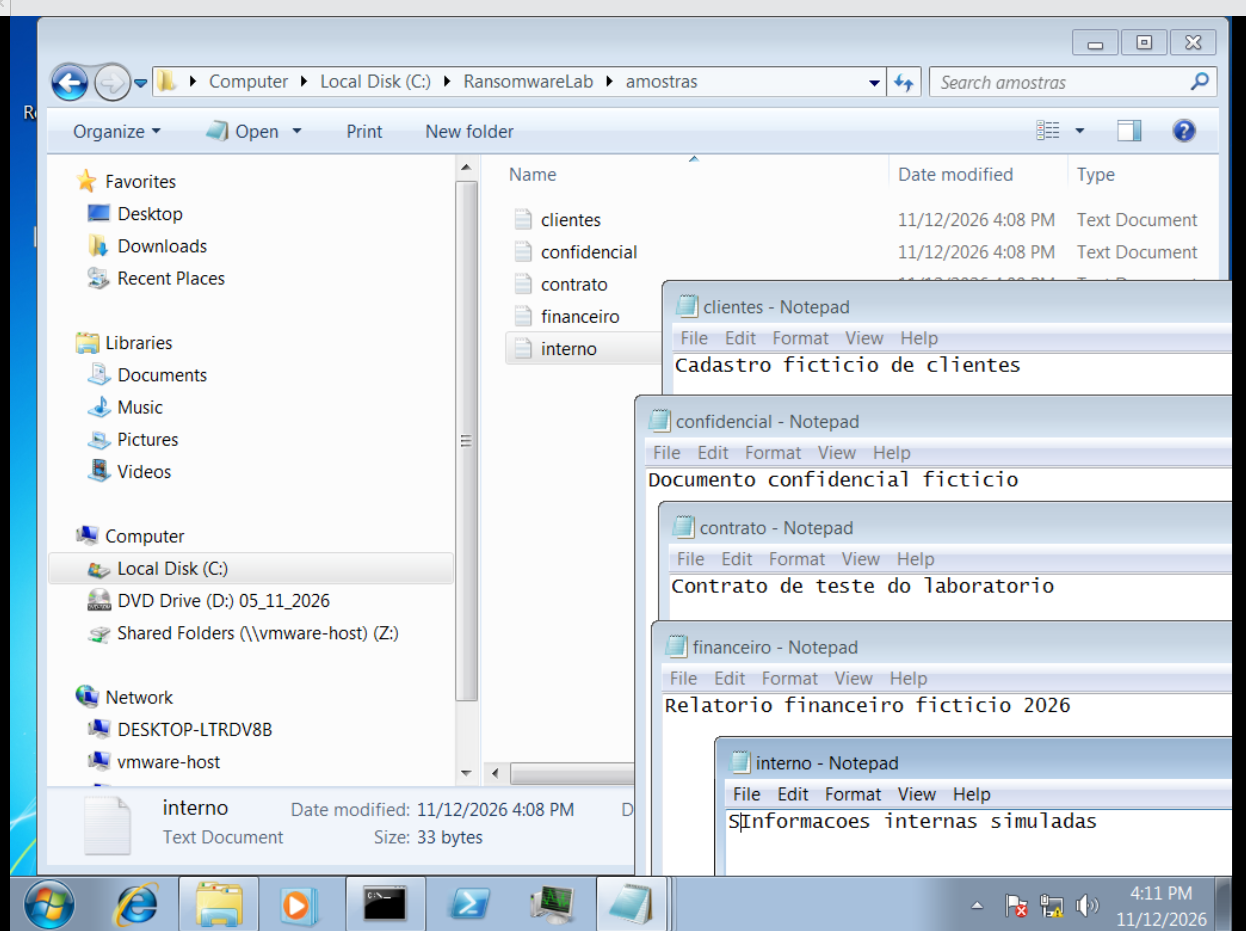 Computer Local Disk (C:) RansomwareLab amostras
Search amostras
Organize Open Print New folder
Favorites
Desktop
Downloads
Recent Places
Libraries
Documents
Music
Pictures
Videos
Computer
Local Disk (C:)
DVD Drive (D:) 05_11_2026
Shared Folders (\\vmware-host) (Z:)
Network
DESKTOP-LTRDV8B
vmware-host
Name Date modified Type
clientes 11/12/2026 4:08 PM Text Document
confidencial 11/12/2026 4:08 PM Text Document
contrato
financeiro
interno
clientes - Notepad
File Edit Format View Help
Cadastro ficticio de clientes
confidencial - Notepad
File Edit Format View Help
Documento confidencial ficticio
contrato - Notepad
File Edit Format View Help
Contrato de teste do laboratorio
financeiro - Notepad
File Edit Format View Help
Relatorio financeiro ficticio 2026
interno - Notepad
File Edit Format View Help
SInformacoes internas simuladas
interno Date modified: 11/12/2026 4:08 PM
Text Document Size: 33 bytes
4:11 PM
11/12/2026